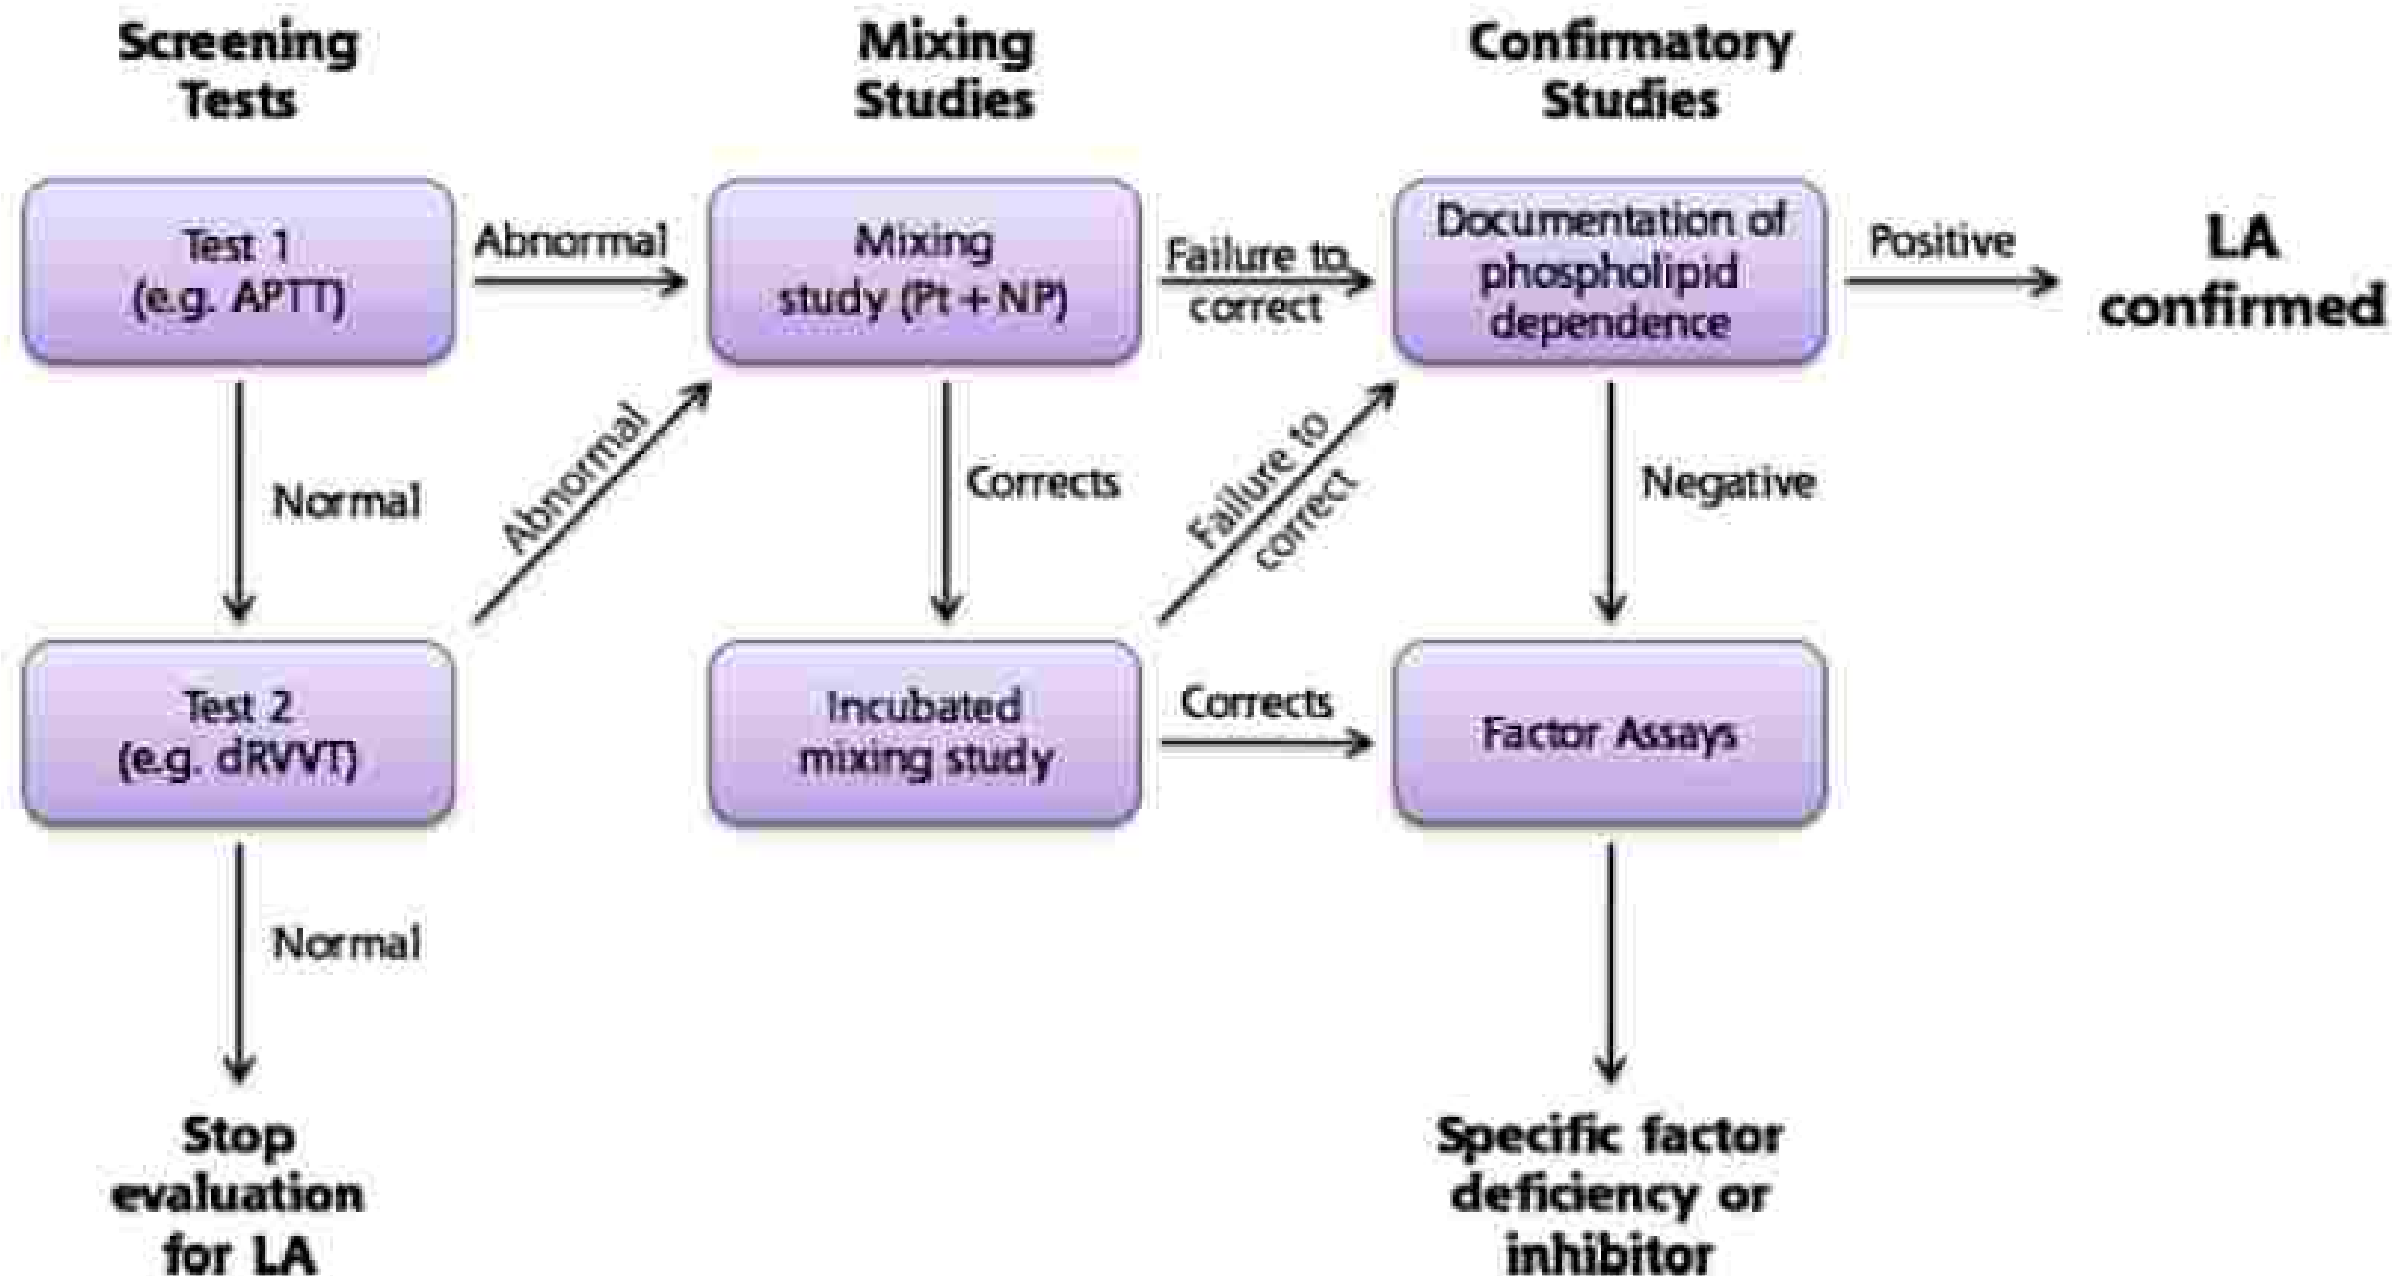 Screening
Tests
Mixing
Studies
Confirmatory
Studies
Test 1
(e.g. APTT)
Abnormal
Mixing
study (Pt+NP)
Failure to
correct
Documentation of
phospholipid
dependence
Positive
LA
confirmed
Normal
Abnormal
Corrects
Failure to
correct
Negative
Test 2
(e.g. dRVVT)
Incubated
mixing study
Corrects
Factor Assays
Normal
Stop
evaluation
for LA
Specific factor
deficiency or
inhibitor